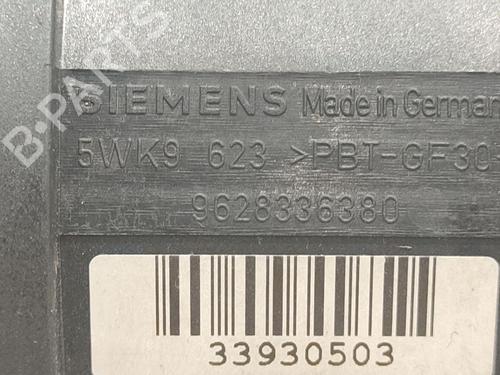 B-PARTS
SIEMENS Made in German
5WK9 623 >PBT-GF30
9628336380
33930503